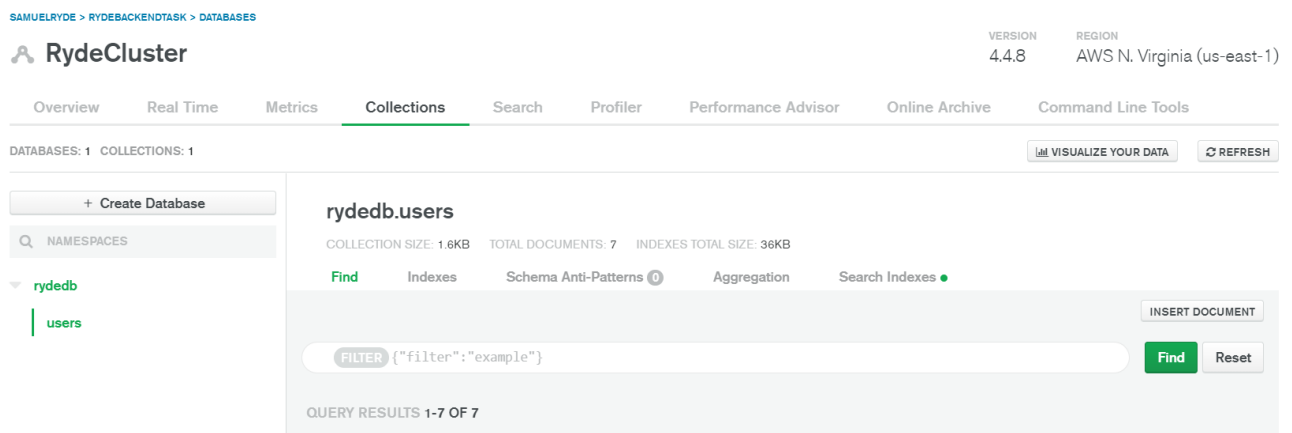 SAMUELRYDE > RYDEBACKENDTASK > DATABASES
RydeCluster
VERSION
4.4.8
REGION
AWS N. Virginia (us-east-1)
Overview Real Time Metrics Collections Search Profiler Performance Advisor Online Archive Command Line Tools
DATABASES: 1 COLLECTIONS: 1
VISUALIZE YOUR DATA REFRESH
+ Create Database
NAMESPACES
rydedb
users
rydedb.users
COLLECTION SIZE: 1.6KB TOTAL DOCUMENTS: 7 INDEXES TOTAL SIZE: 36KB
Find Indexes Schema Anti-Patterns 0 Aggregation Search Indexes
INSERT DOCUMENT
FILTER {"filter":"example"}
Find Reset
QUERY RESULTS 1-7 OF 7